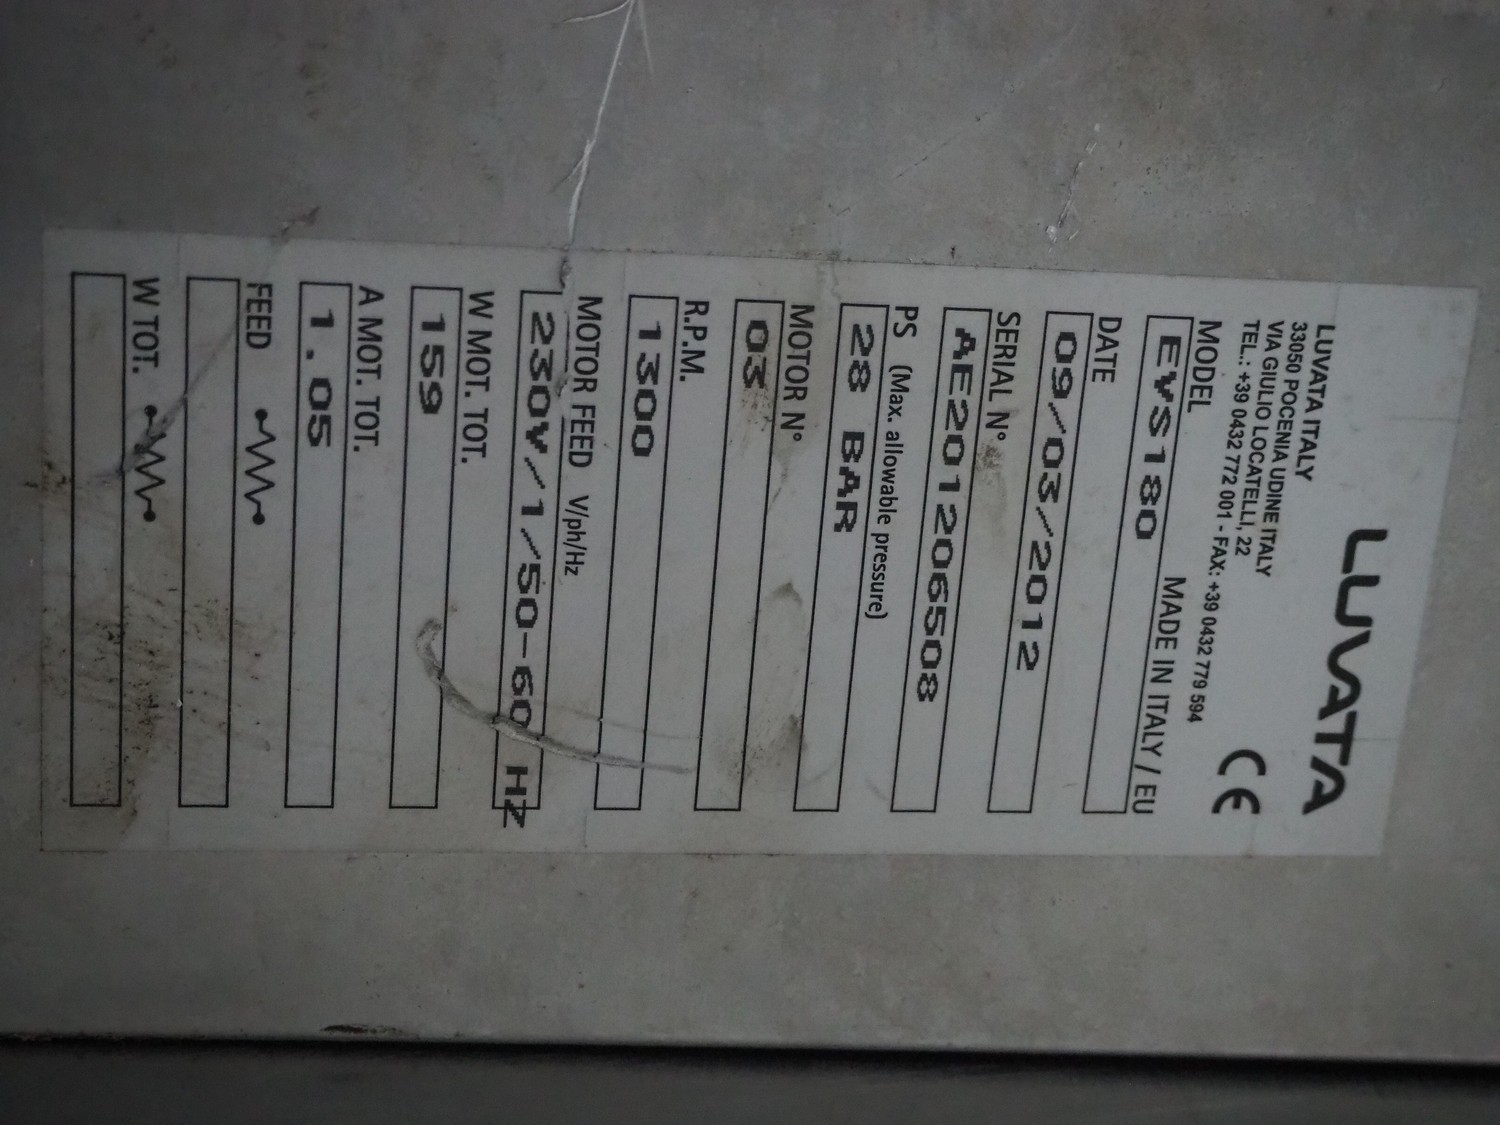 LUVATA
LUVATA ITALY
33050 POCENIA UDINE ITALY
VIA GIULIO LOCATELLI, 22
TEL.: +39 0432 772 001 - FAX: +39 0432 779 594
CE
MODEL MADE IN ITALY / EU
EVS180
DATE
09/03/2012
SERIAL N°
AE201206508
PS (Max. allowable pressure)
28 BAR
MOTOR N°
03
R.P.M.
1300
MOTOR FEED V/ph/Hz
230V/1/50-60 HZ
W MOT. TOT.
159
A MOT. TOT.
1.05
FEED
W TOT.